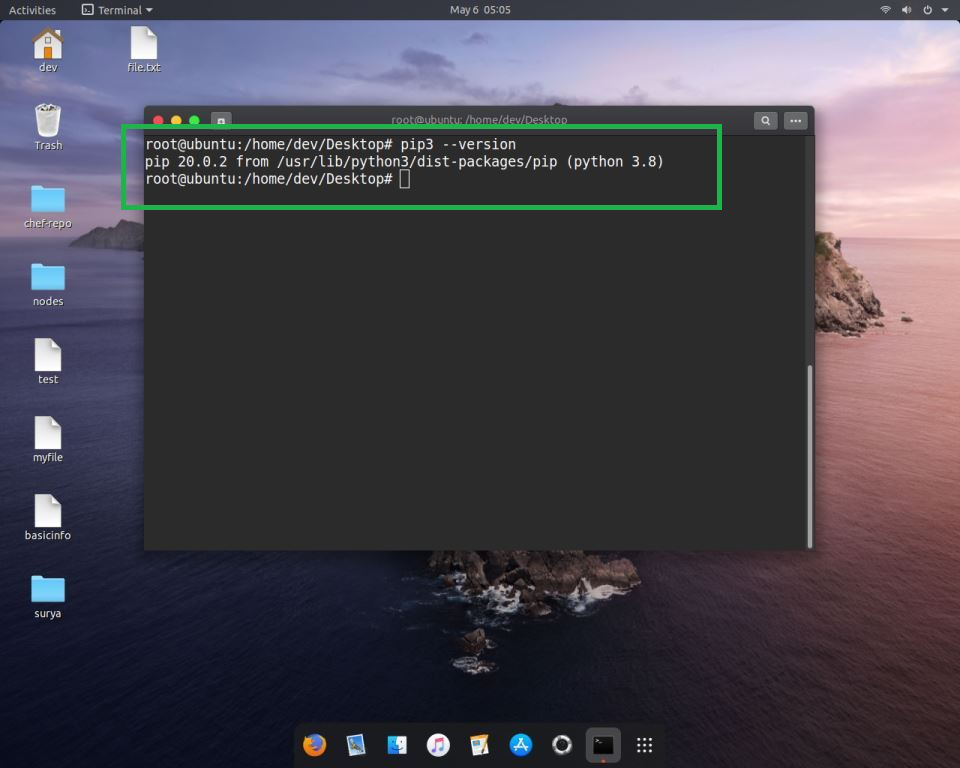 Activities Terminal May 6 05:05
dev
file.txt
Trash
chef-repo
nodes
test
myfile
basicinfo
surya
root@ubuntu: /home/dev/Desktop
root@ubuntu:/home/dev/Desktop# pip3 --version
pip 20.0.2 from /usr/lib/python3/dist-packages/pip (python 3.8)
root@ubuntu:/home/dev/Desktop#